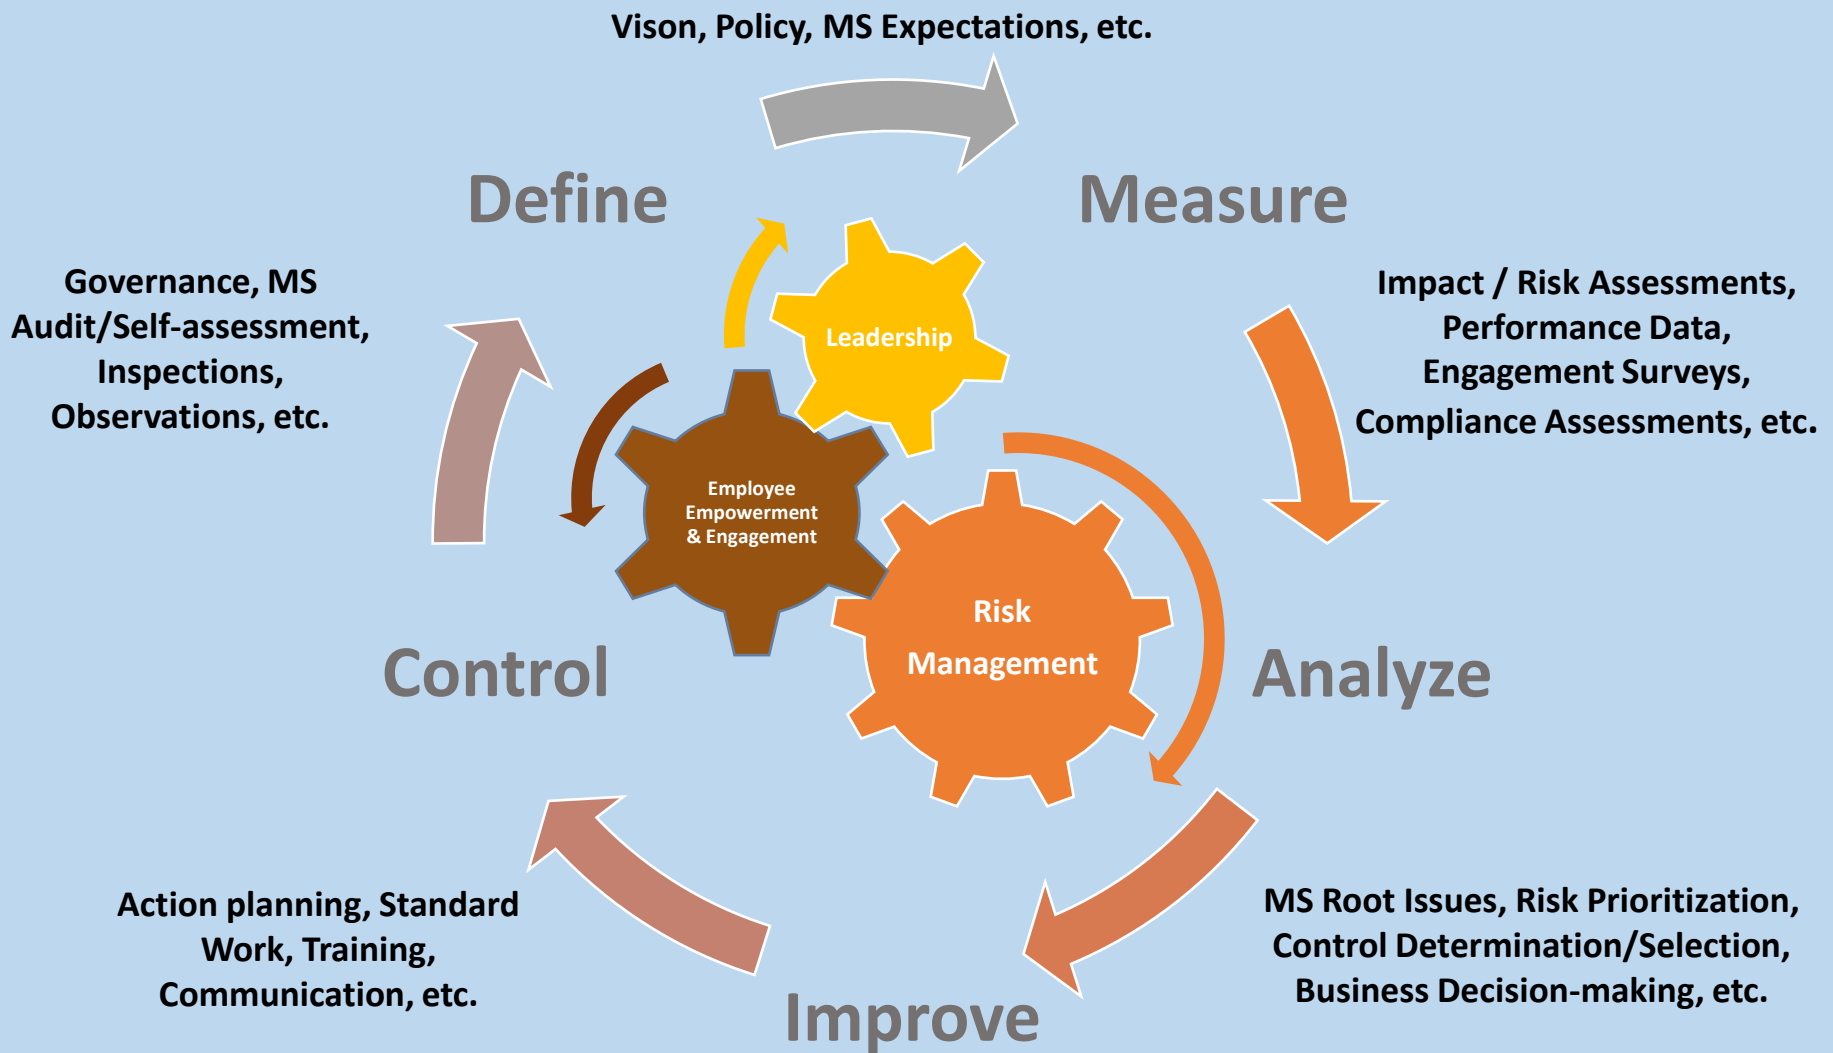 Vison, Policy, MS Expectations, etc.
Define
Measure
Governance, MS
Audit/Self-assessment,
Inspections,
Observations, etc.
Impact / Risk Assessments,
Performance Data,
Engagement Surveys,
Compliance Assessments, etc.
Leadership
Employee
Empowerment
& Engagement
Risk
Management
Control
Analyze
Action planning, Standard
Work, Training,
Communication, etc.
MS Root Issues, Risk Prioritization,
Control Determination/Selection,
Business Decision-making, etc.
Improve